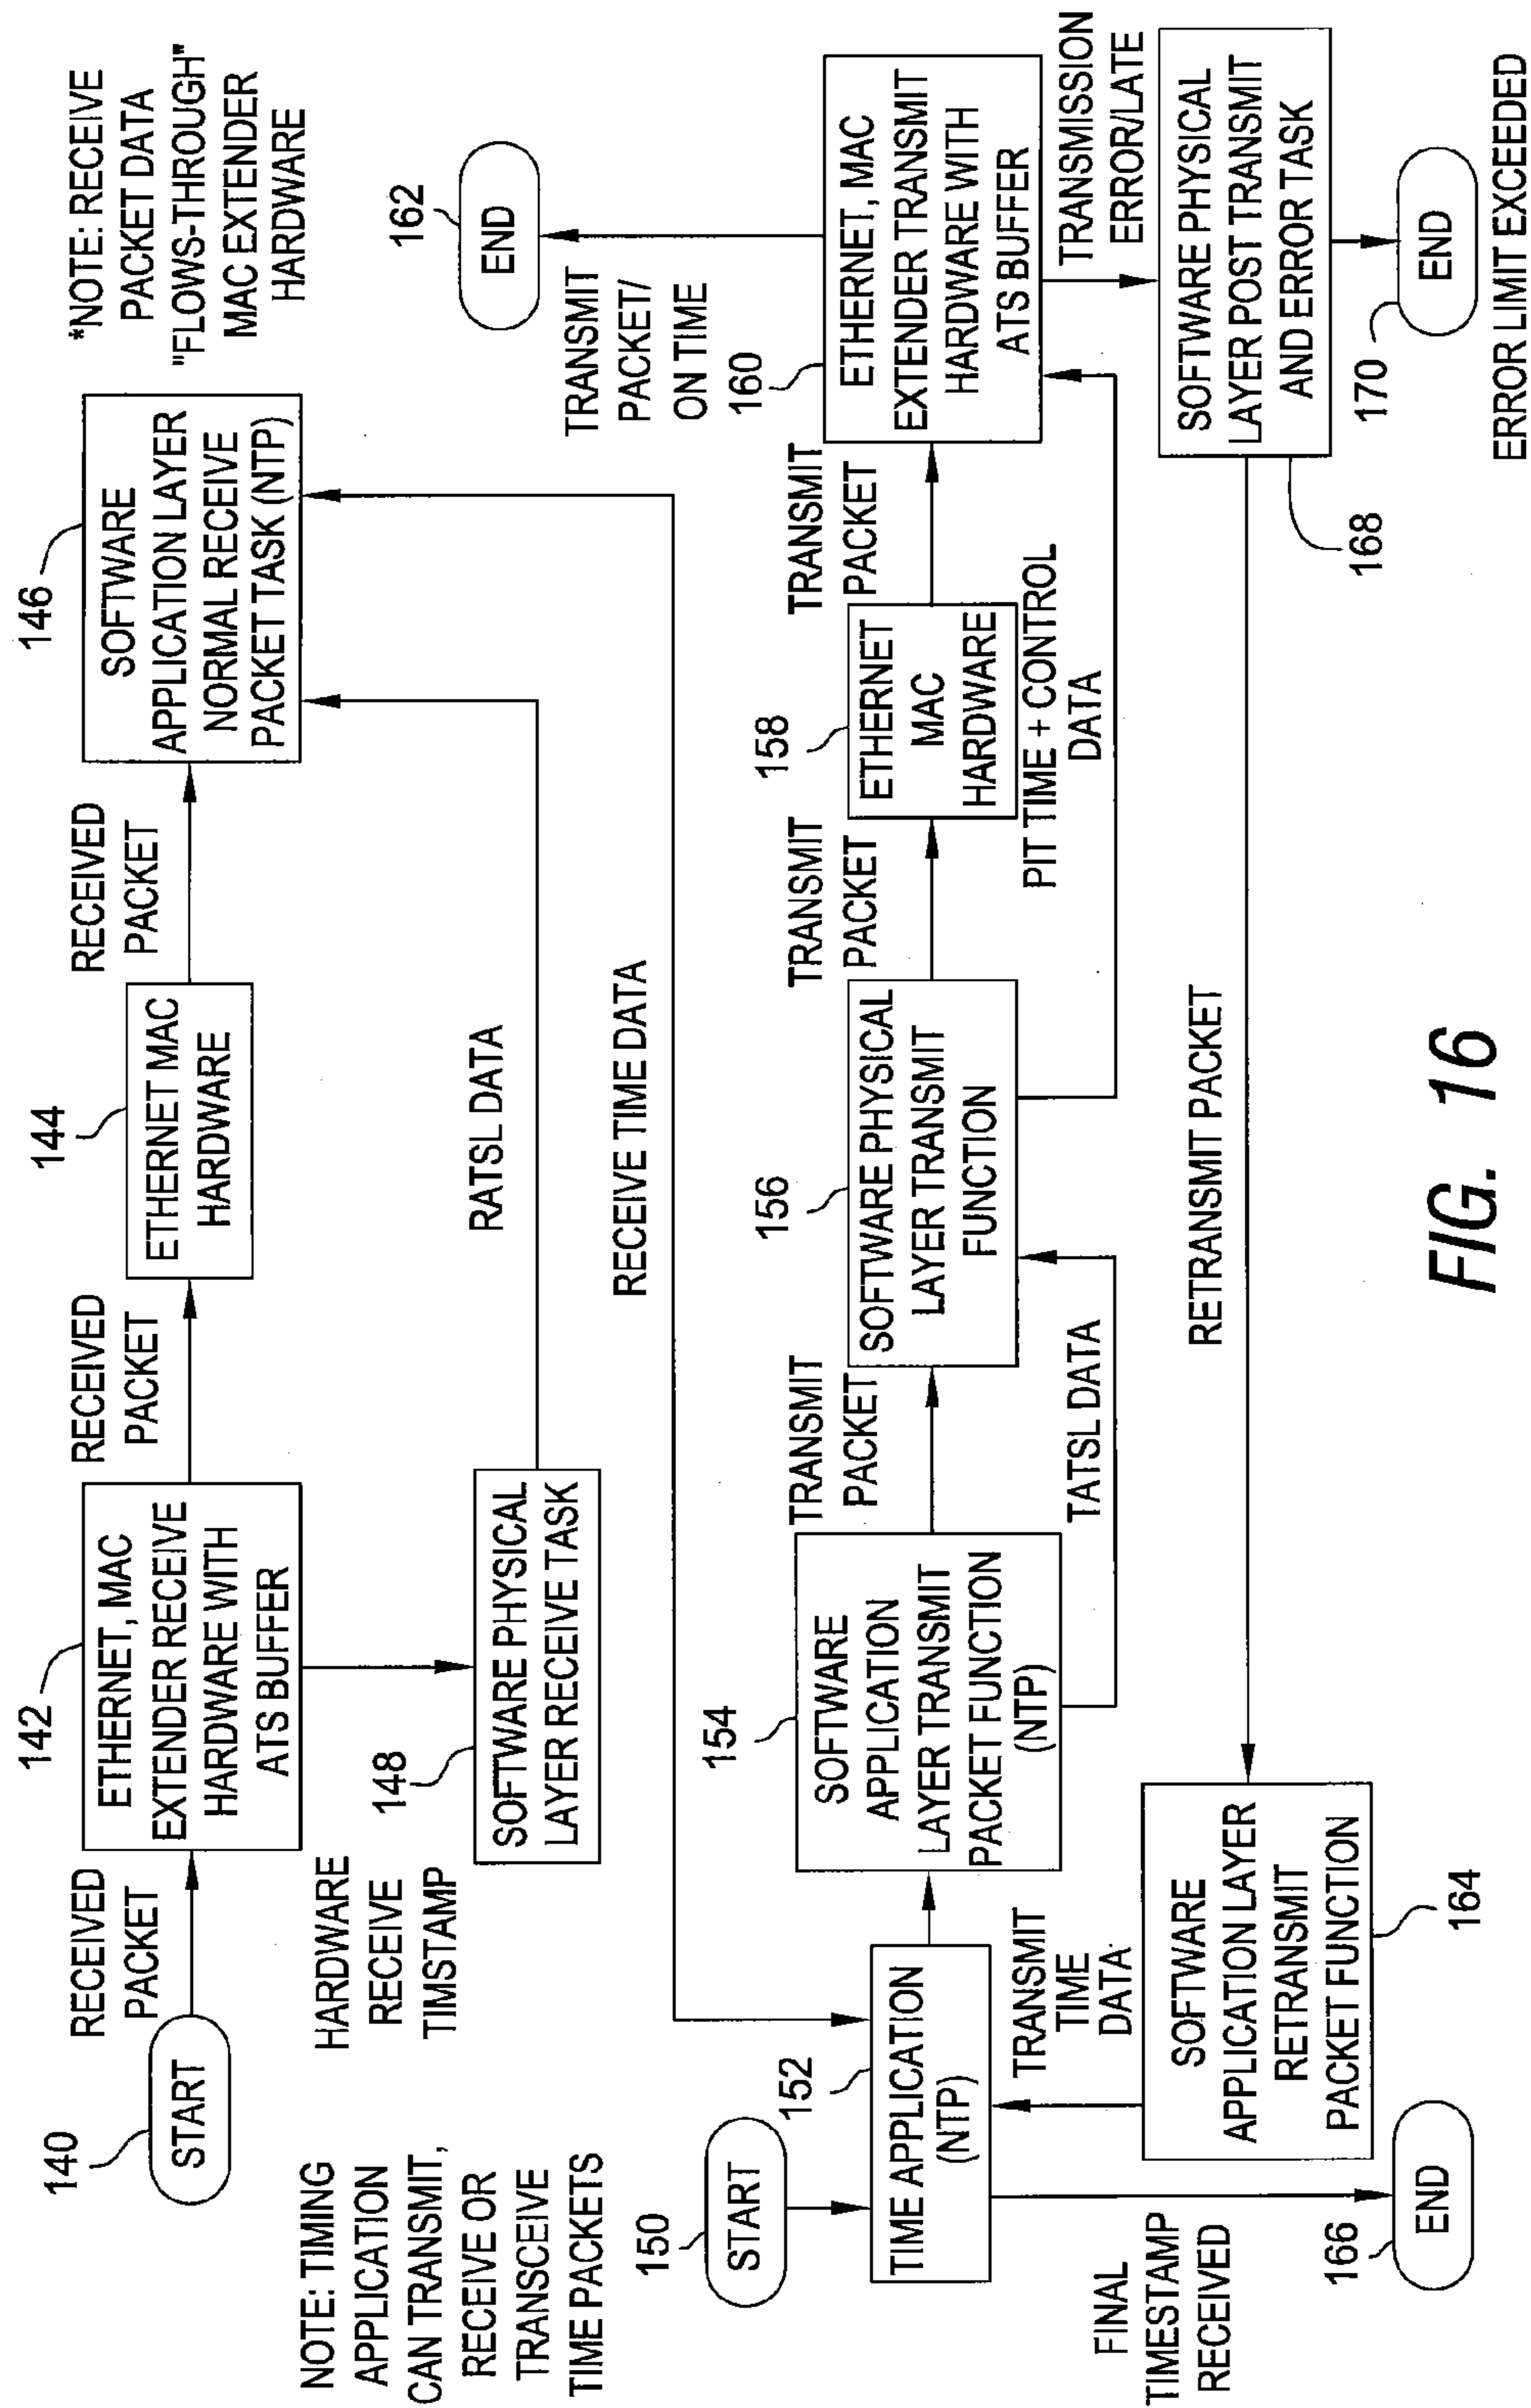 140
START
RECEIVED
PACKET
142
ETHERNET, MAC
EXTENDER RECEIVE
HARDWARE WITH
ATS BUFFER
RECEIVED
PACKET
144
ETHERNET MAC
HARDWARE
RECEIVED
PACKET
146
SOFTWARE
APPLICATION LAYER
NORMAL RECEIVE
PACKET TASK (NTP)
*NOTE: RECEIVE
PACKET DATA
"FLOWS-THROUGH"
MAC EXTENDER
HARDWARE
HARDWARE
RECEIVE
TIMSTAMP
148
SOFTWARE PHYSICAL
LAYER RECEIVE TASK
RATSL DATA
NOTE: TIMING
APPLICATION
CAN TRANSMIT,
RECEIVE OR
TRANSCEIVE
TIME PACKETS
RECEIVE TIME DATA
150
START
152
TIME APPLICATION
(NTP)
154
SOFTWARE
APPLICATION
LAYER TRANSMIT
PACKET FUNCTION
(NTP)
TRANSMIT
PACKET
TATSL DATA
156
SOFTWARE PHYSICAL
LAYER TRANSMIT
FUNCTION
TRANSMIT
PACKET
158
ETHERNET
MAC
HARDWARE
PIT TIME + CONTROL
DATA
TRANSMIT
PACKET
160
ETHERNET, MAC
EXTENDER TRANSMIT
HARDWARE WITH
ATS BUFFER
TRANSMIT
PACKET/
ON TIME
162
END
TRANSMISSION
ERROR/LATE
FINAL
TIMESTAMP
RECEIVED
166
END
TRANSMIT
TIME
DATA
SOFTWARE
APPLICATION LAYER
RETRANSMIT
PACKET FUNCTION
164
RETRANSMIT PACKET
168
SOFTWARE PHYSICAL
LAYER POST TRANSMIT
AND ERROR TASK
170
END
ERROR LIMIT EXCEEDED
FIG. 16